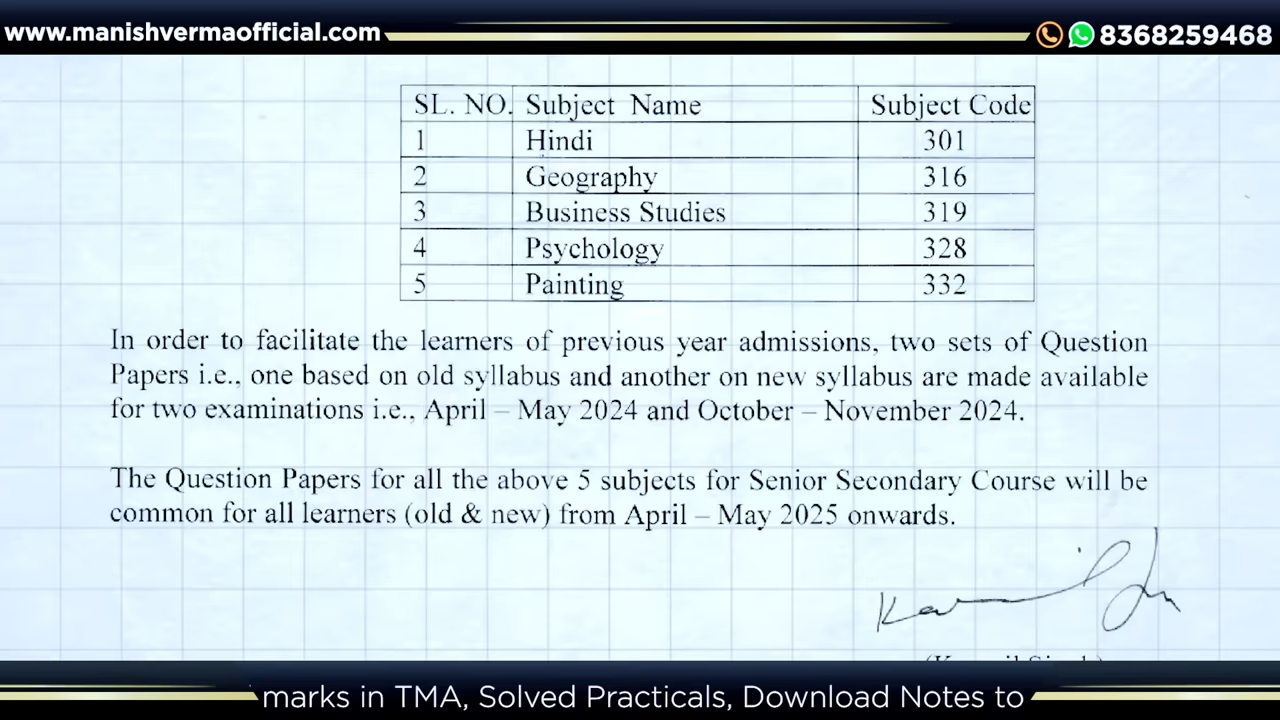 www.manishvermaofficial.com 8368259468
SL. NO. Subject Name Subject Code
1 Hindi 301
2 Geography 316
3 Business Studies 319
4 Psychology 328
5 Painting 332
In order to facilitate the learners of previous year admissions, two sets of Question
Papers i.e., one based on old syllabus and another on new syllabus are made available
for two examinations i.e., April – May 2024 and October – November 2024.
The Question Papers for all the above 5 subjects for Senior Secondary Course will be
common for all learners (old & new) from April – May 2025 onwards.
marks in TMA, Solved Practicals, Download Notes to